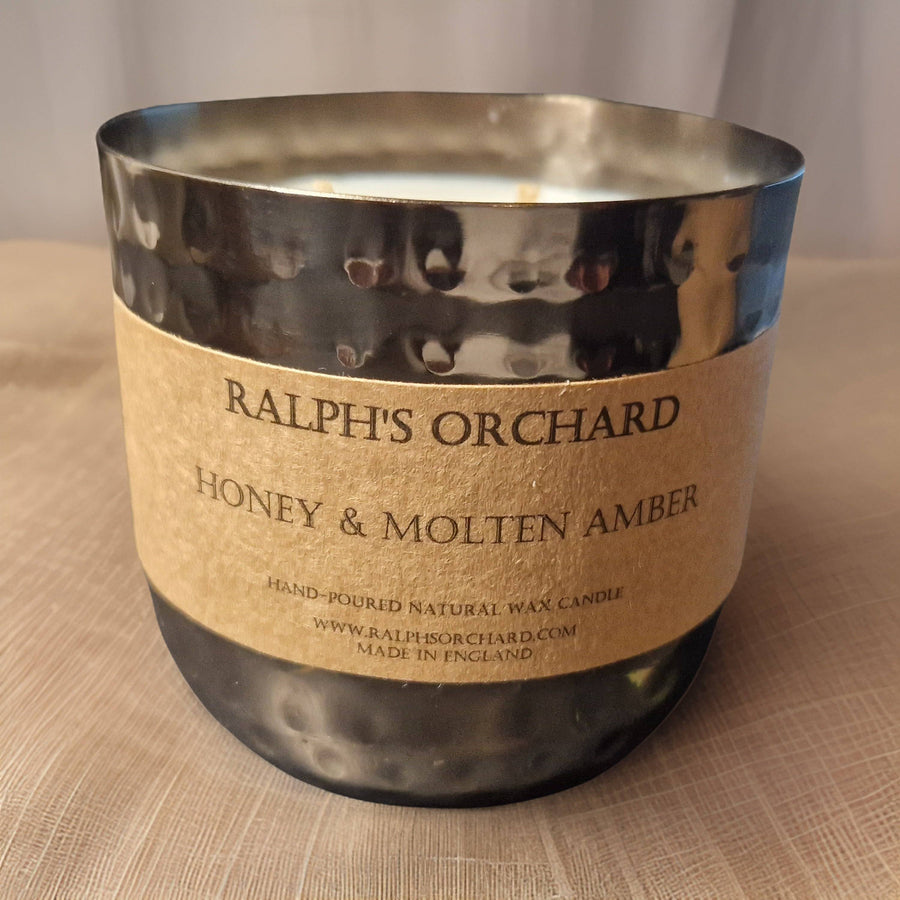 RALPH'S ORCHARD
HONEY & MOLTEN AMBER
HAND-POURED NATURAL WAX CANDLE
WWW.RALPHSORCHARD.COM
MADE IN ENGLAND